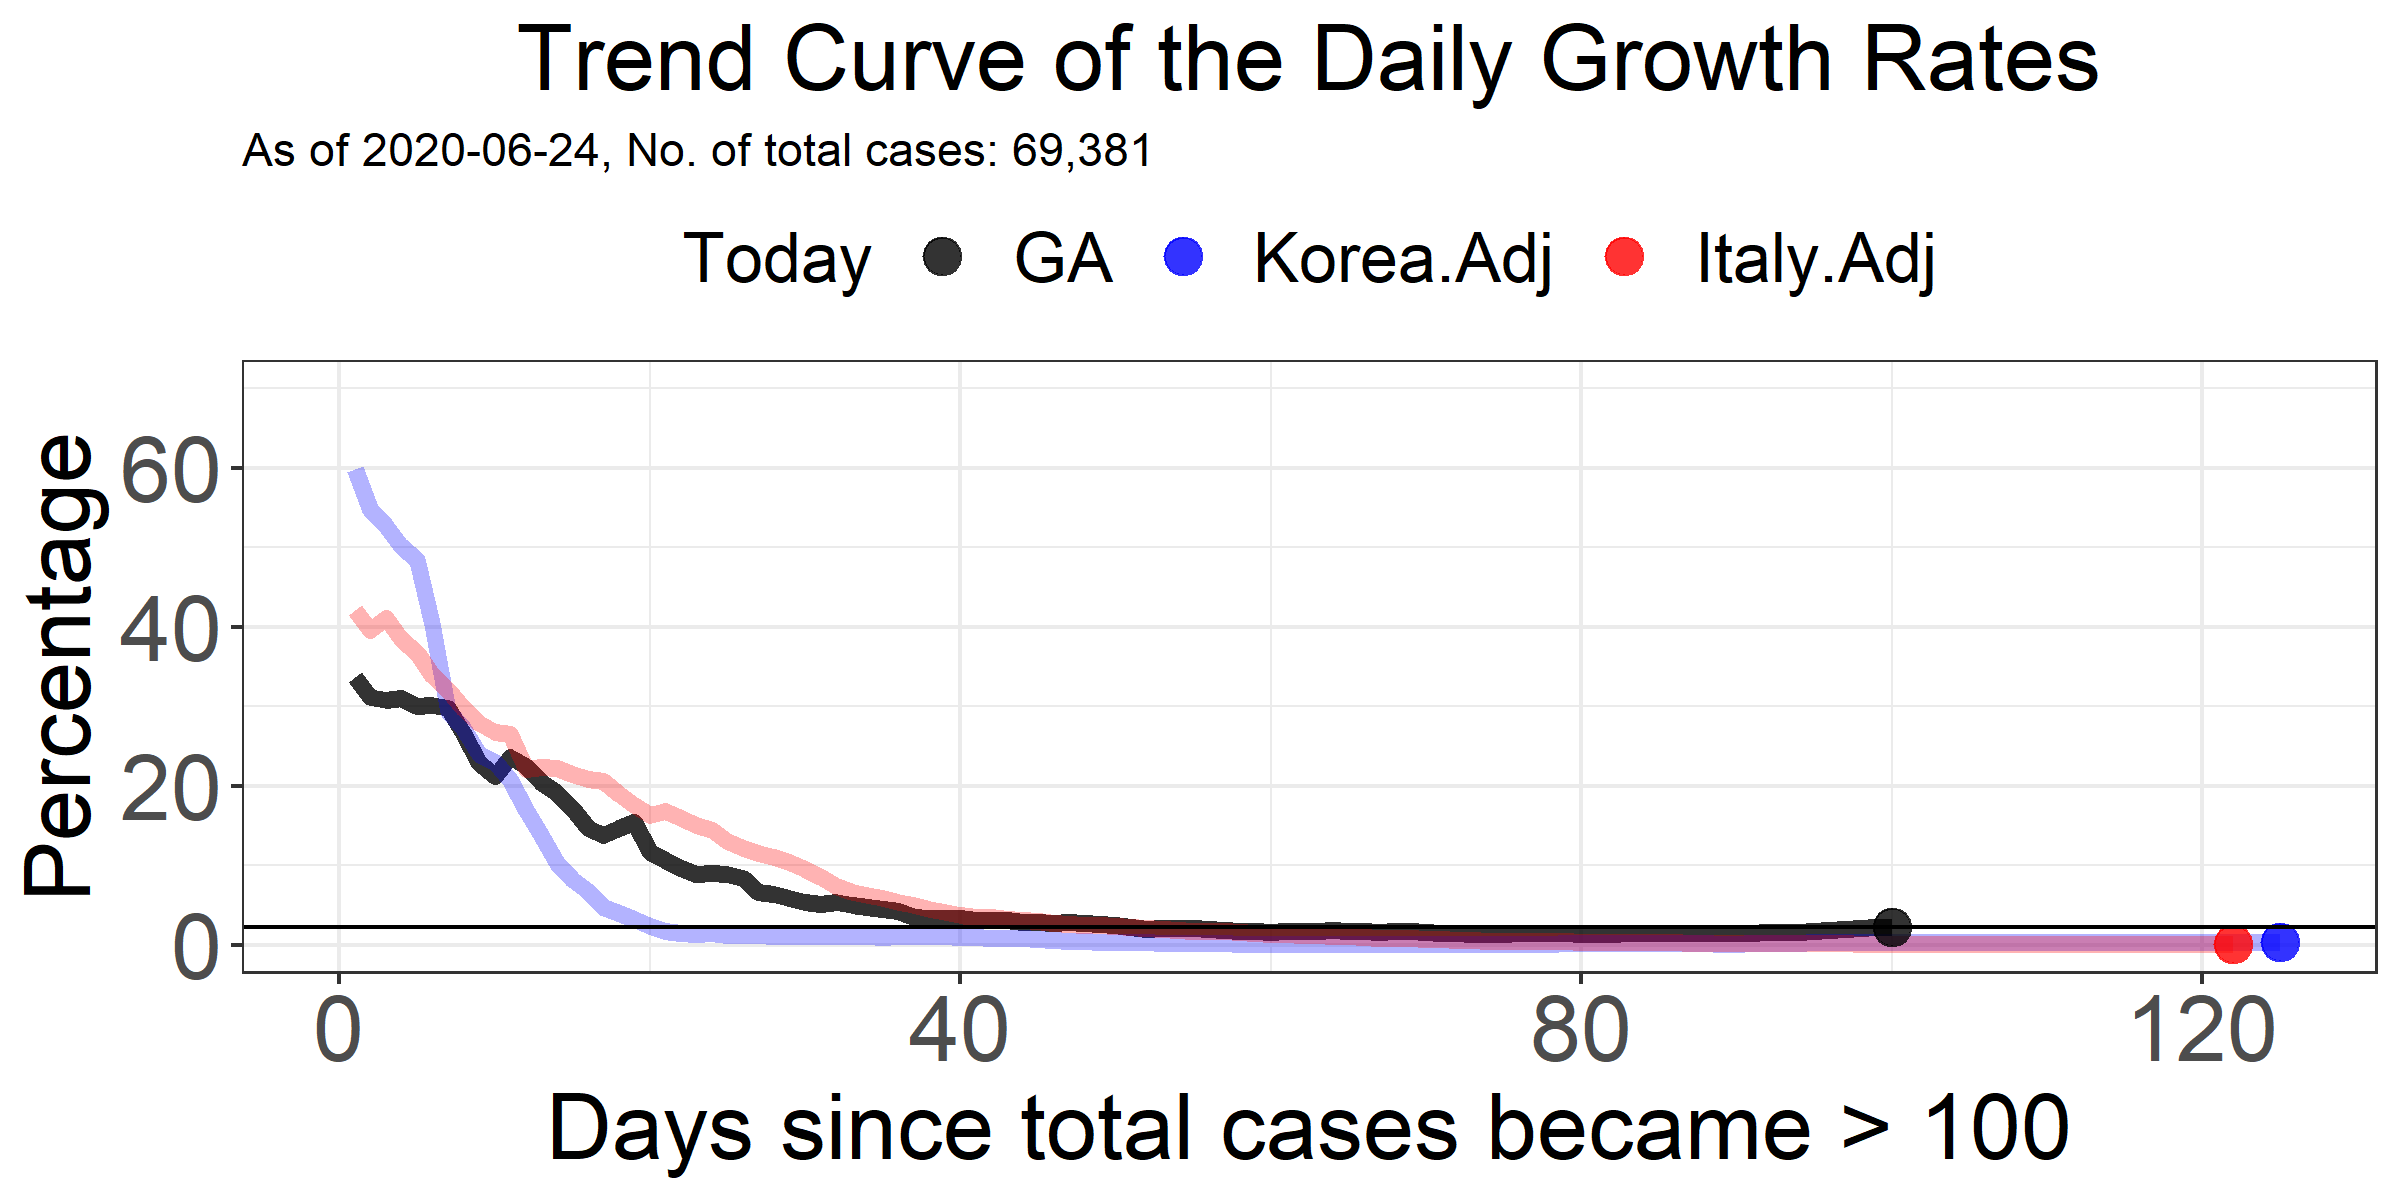 Trend Curve of the Daily Growth Rates
As of 2020-06-24, No. of total cases: 69,381
Today GA Korea.Adj Italy.Adj
Percentage
60
40
20
0
0 40 80 120
Days since total cases became > 100